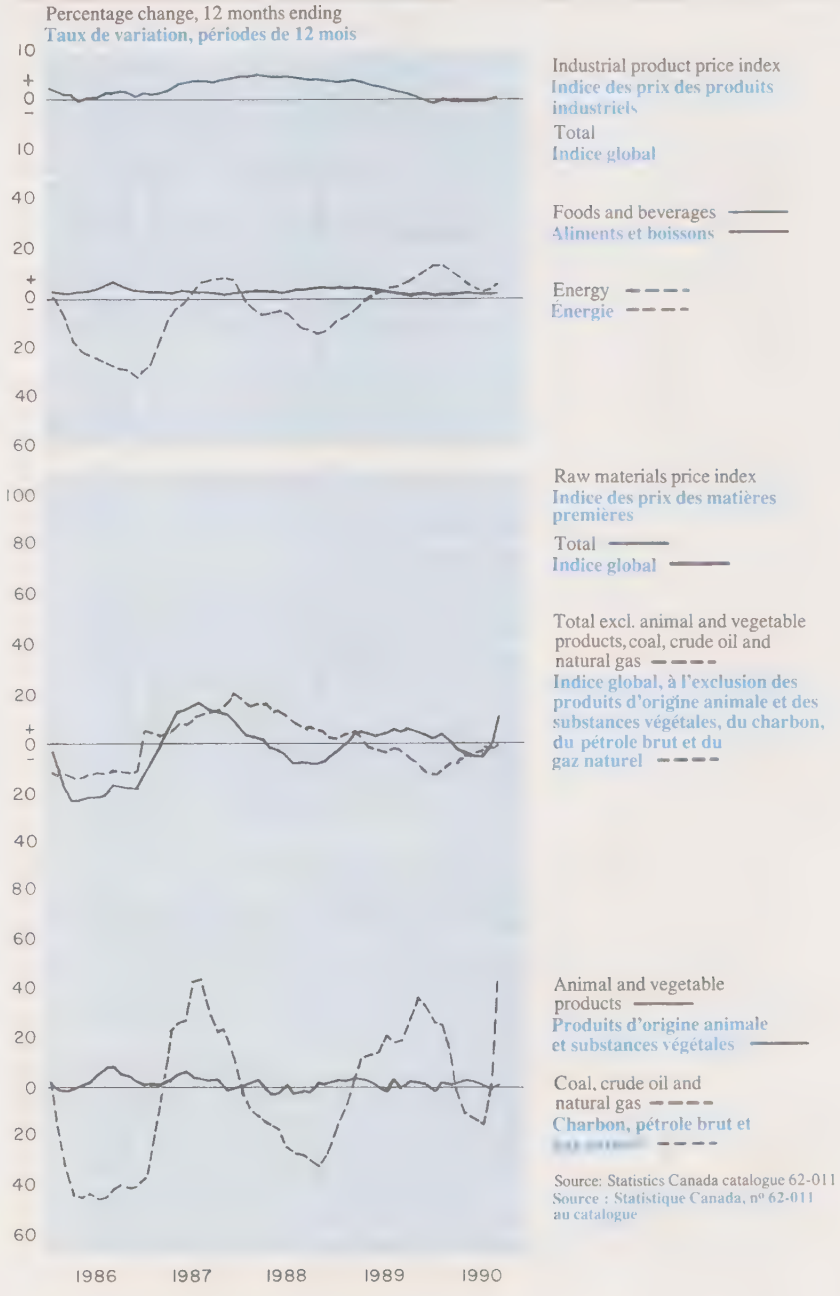 Percentage change, 12 months ending
Taux de variation, périodes de 12 mois
10
+
0
−
10
Industrial product price index
Indice des prix des produits
industriels
Total
Indice global
40
20
+
0
−
20
40
60
Foods and beverages
Aliments et boissons
Energy
Énergie
100
80
60
40
20
+
0
−
20
40
Raw materials price index
Indice des prix des matières
premières
Total
Indice global
Total excl. animal and vegetable
products, coal, crude oil and
natural gas
Indice global, à l'exclusion des
produits d'origine animale et des
substances végétales, du charbon,
du pétrole brut et du
gaz naturel
80
60
40
20
0
20
40
60
Animal and vegetable
products
Produits d'origine animale
et substances végétales
Coal, crude oil and
natural gas
Charbon, pétrole brut et
Source: Statistics Canada catalogue 62-011
Source : Statistique Canada, nº 62-011
au catalogue
1986 1987 1988 1989 1990